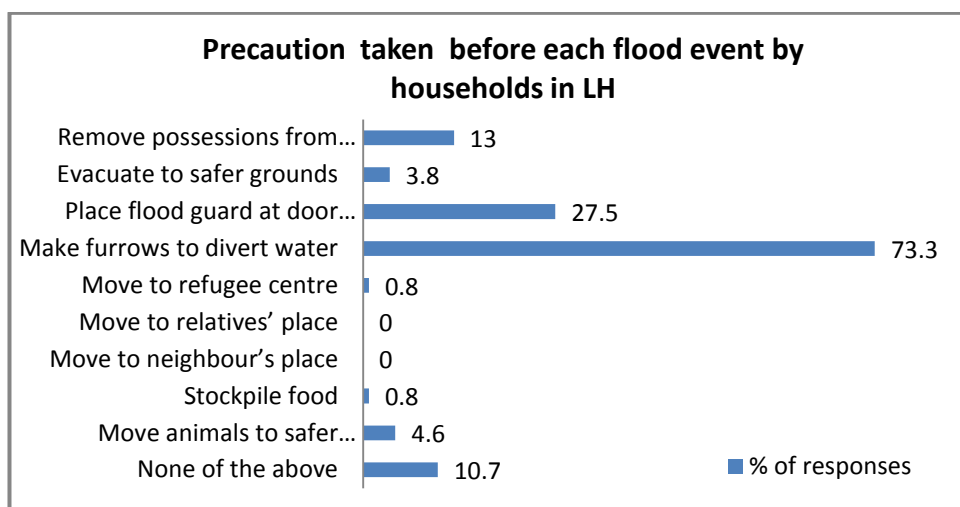 Precaution taken before each flood event by
households in LH
Remove possessions from... 13
Evacuate to safer grounds 3.8
Place flood guard at door... 27.5
Make furrows to divert water 73.3
Move to refugee centre 0.8
Move to relatives’ place 0
Move to neighbour’s place 0
Stockpile food 0.8
Move animals to safer... 4.6
None of the above 10.7
% of responses